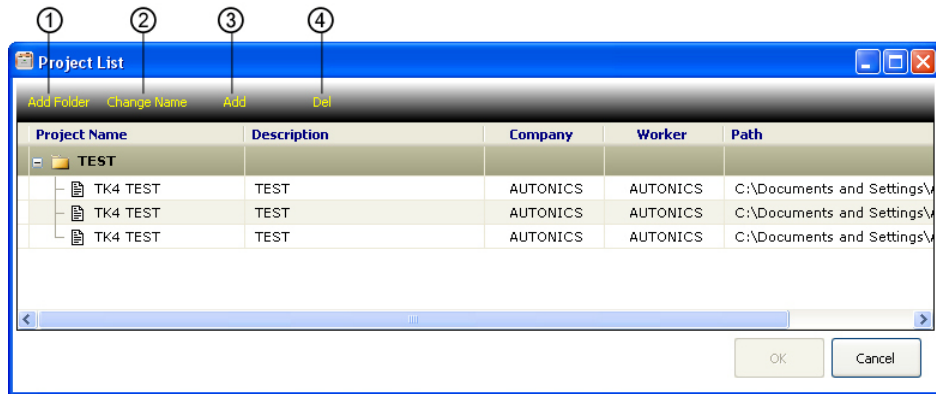 ① ② ③ ④
Project List
Add Folder Change Name Add Del
Project Name Description Company Worker Path
TEST
TK4 TEST TEST AUTONICS AUTONICS C:\Documents and Settings\
TK4 TEST TEST AUTONICS AUTONICS C:\Documents and Settings\
TK4 TEST TEST AUTONICS AUTONICS C:\Documents and Settings\
OK Cancel